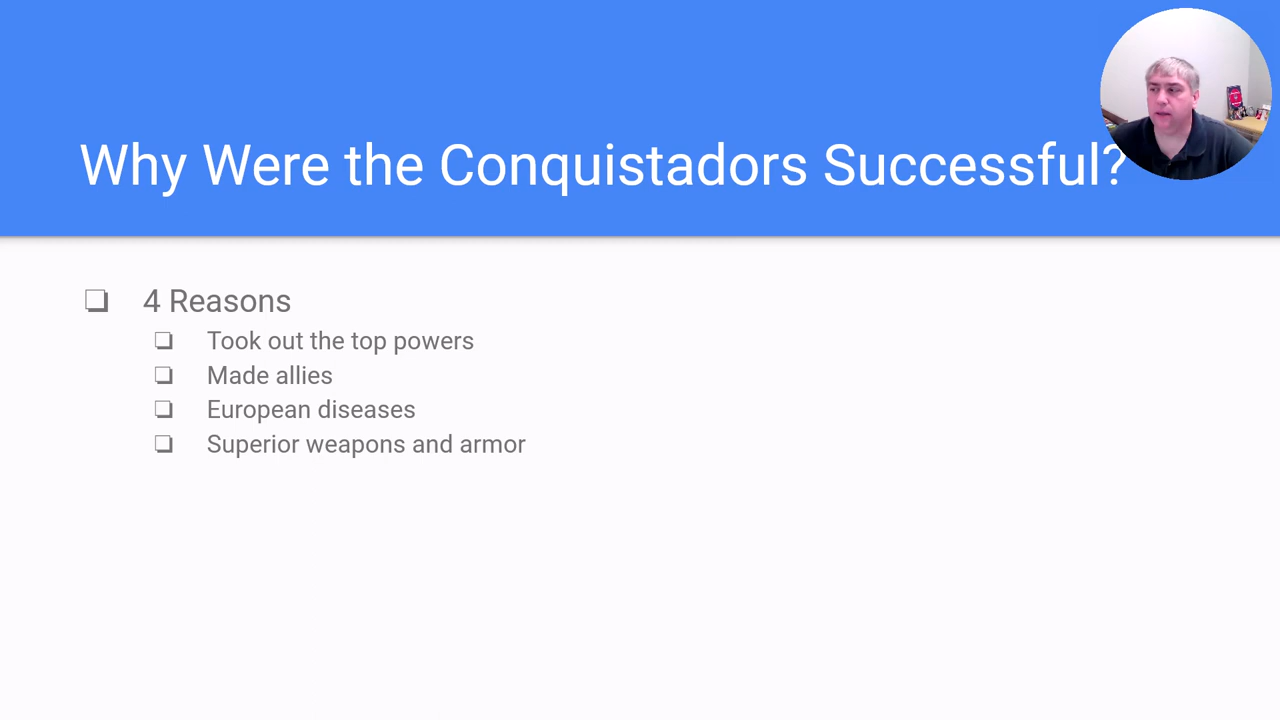 Why Were the Conquistadors Successful?
4 Reasons
Took out the top powers
Made allies
European diseases
Superior weapons and armor